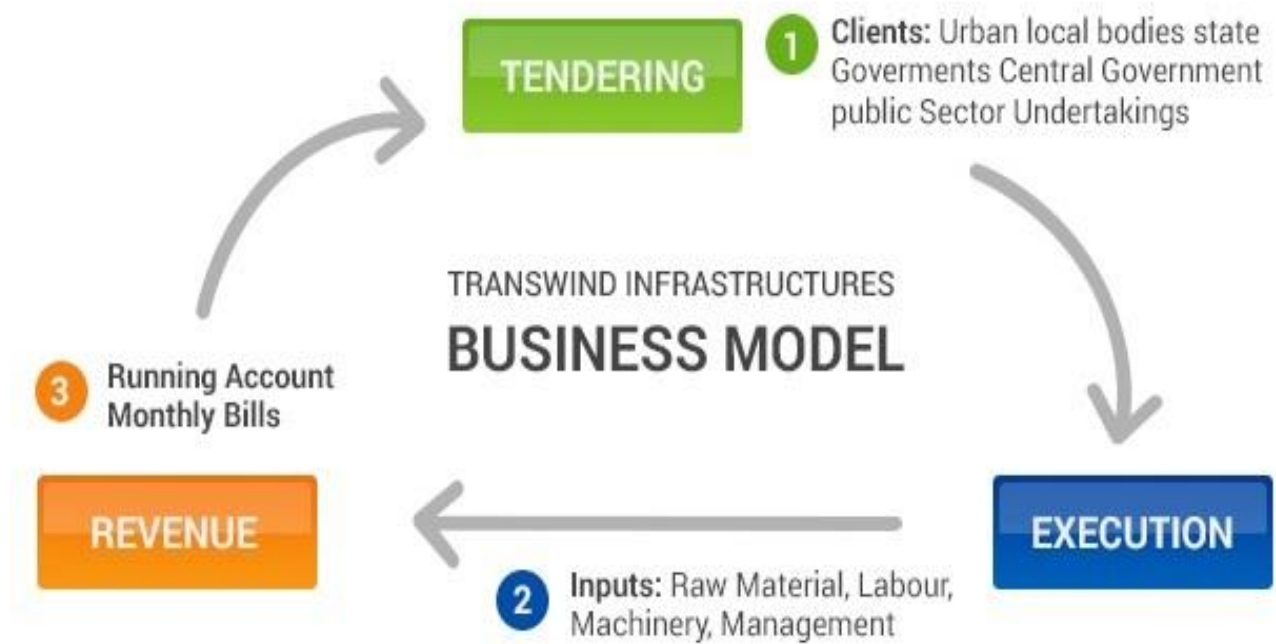 TENDERING
1
Clients: Urban local bodies state
Goverments Central Government
public Sector Undertakings
TRANSWIND INFRASTRUCTURES
BUSINESS MODEL
3
Running Account
Monthly Bills
REVENUE
EXECUTION
2
Inputs: Raw Material, Labour,
Machinery, Management